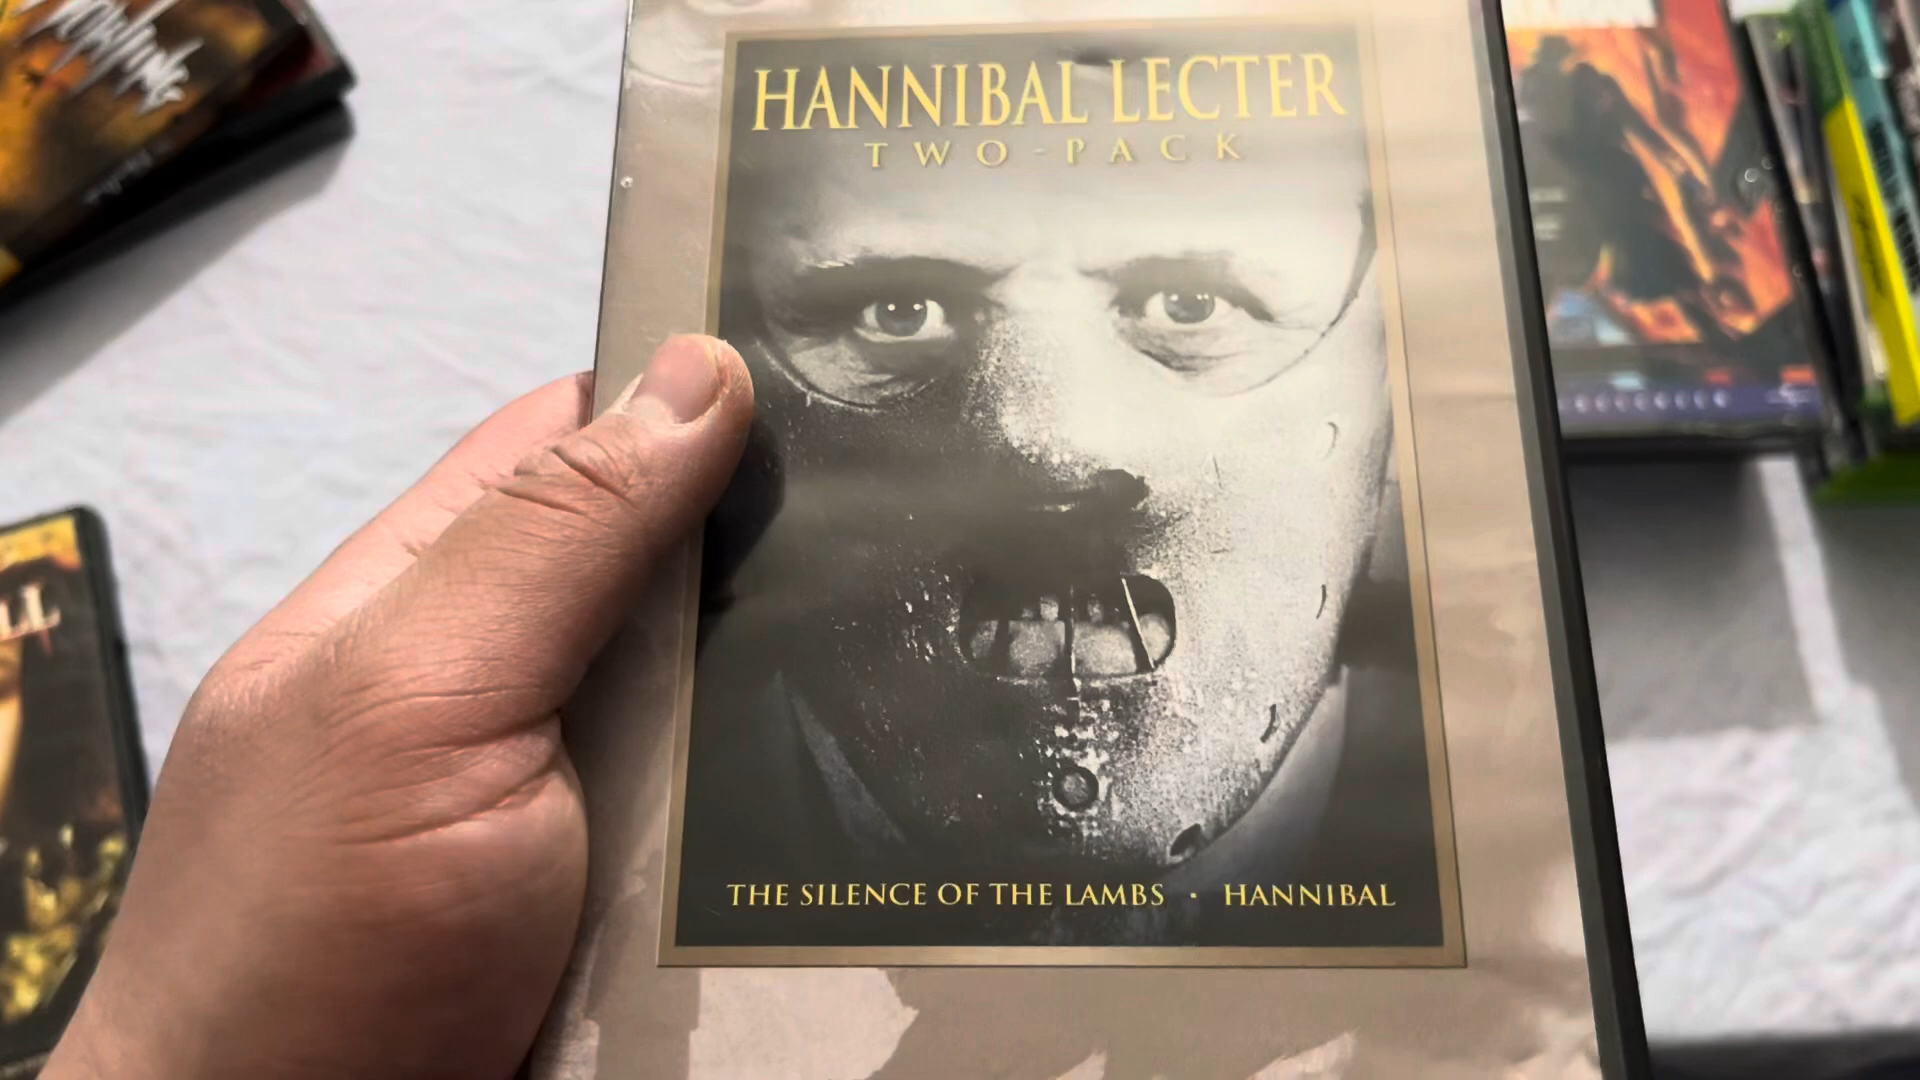 HANNIBAL LECTER
TWO-PACK
THE SILENCE OF THE LAMBS · HANNIBAL